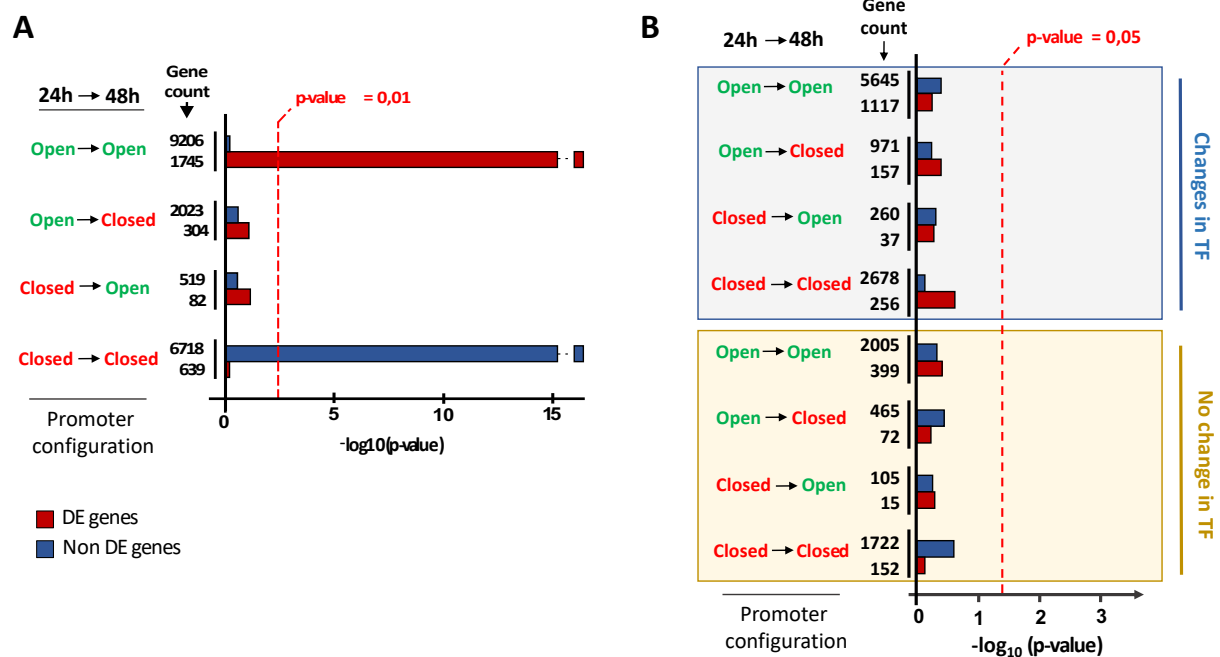 A
24h → 48h
Gene
count
p-value = 0,01
Open → Open
9206
1745
Open → Closed
2023
304
Closed → Open
519
82
Closed → Closed
6718
639
0
5
10
15
Promoter
configuration
-log10(p-value)
DE genes
Non DE genes
B
24h → 48h
Gene
count
p-value = 0,05
Open → Open
5645
1117
Open → Closed
971
157
Closed → Open
260
37
Closed → Closed
2678
256
Changes in TF
Open → Open
2005
399
Open → Closed
465
72
Closed → Open
105
15
Closed → Closed
1722
152
No change in TF
0
1
2
3
Promoter
configuration
-log₁₀ (p-value)